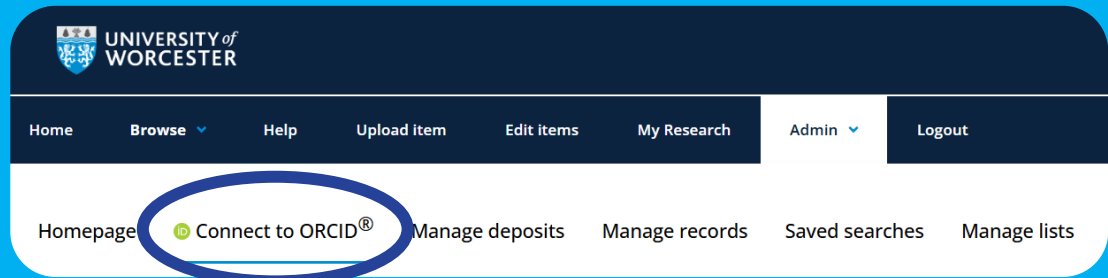 UNIVERSITY of
WORCESTER
Home Browse Help Upload item Edit items My Research Admin Logout
Homepage iD Connect to ORCID® Manage deposits Manage records Saved searches Manage lists